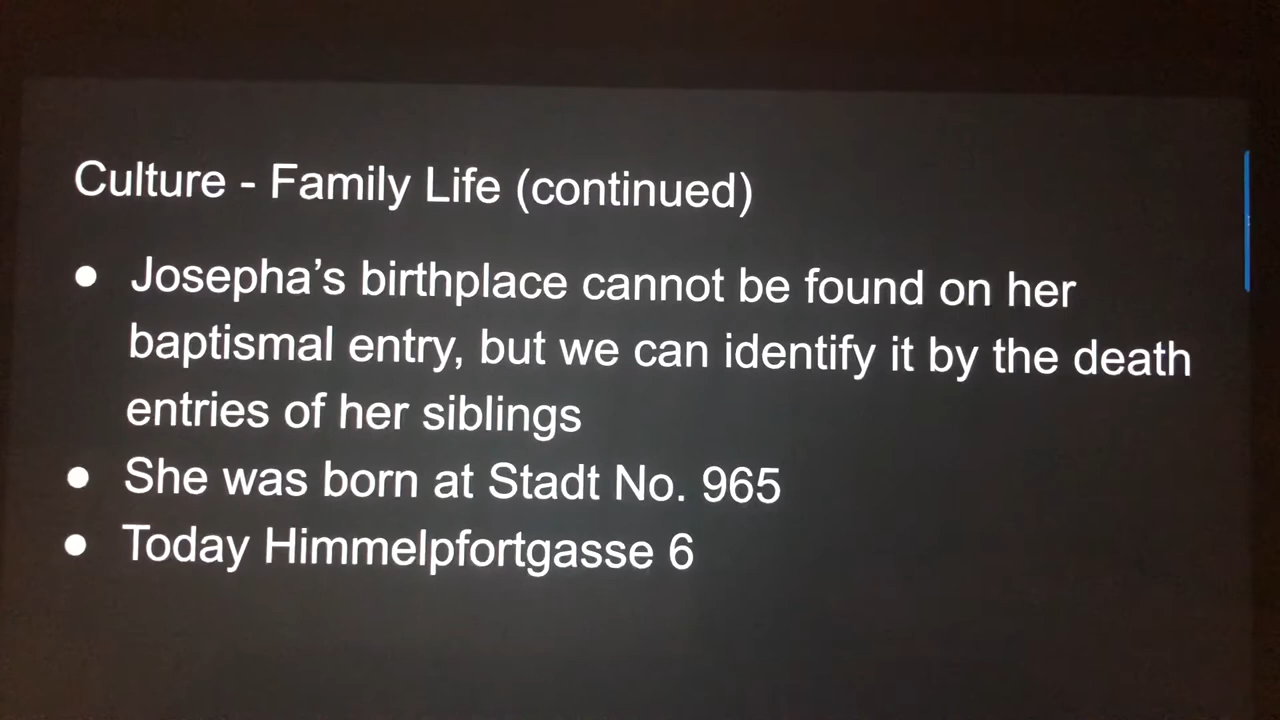 Culture - Family Life (continued)
● Josepha’s birthplace cannot be found on her
baptismal entry, but we can identify it by the death
entries of her siblings
● She was born at Stadt No. 965
● Today Himmelpfortgasse 6